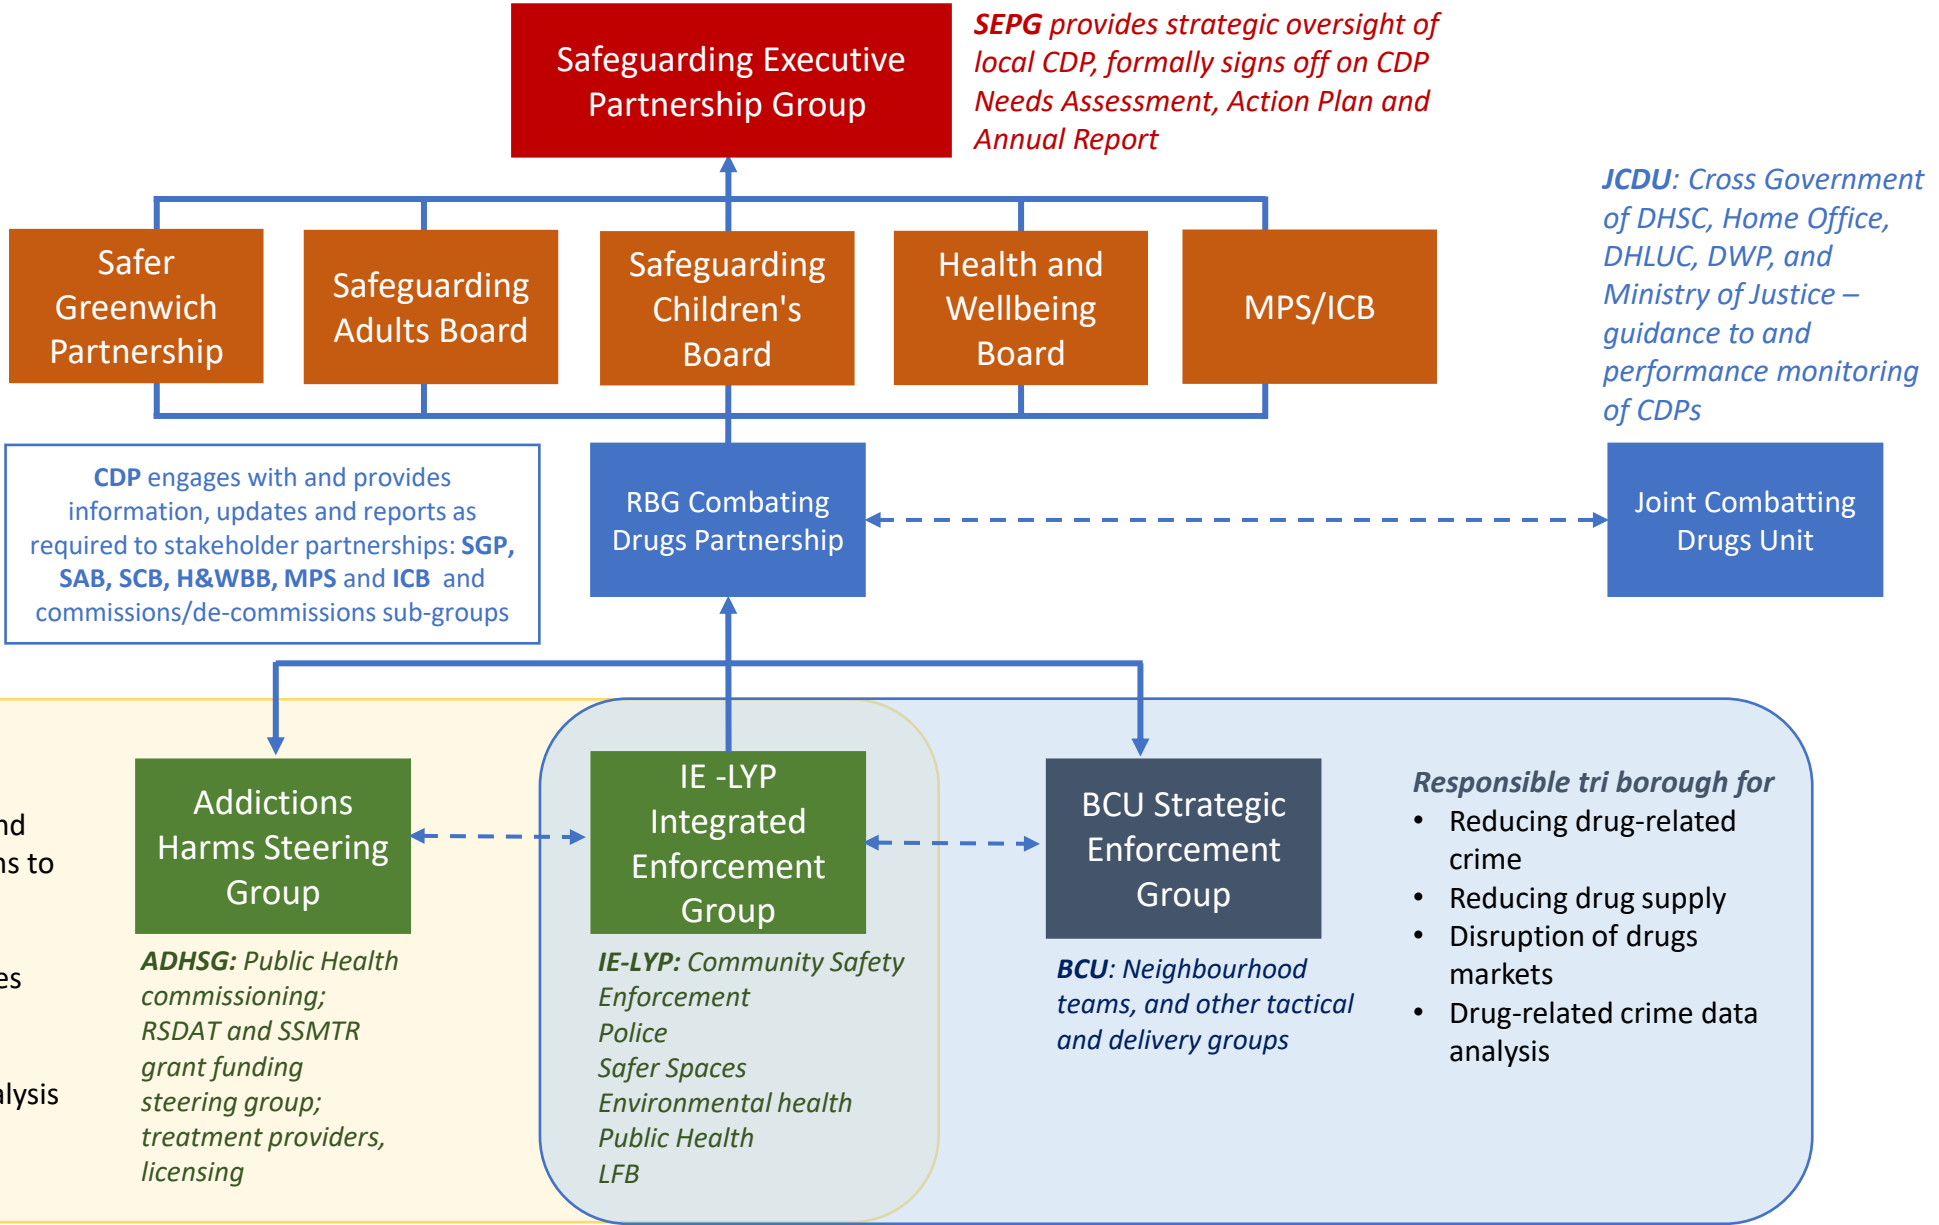 Safeguarding Executive
Partnership Group
SEPG provides strategic oversight of
local CDP, formally signs off on CDP
Needs Assessment, Action Plan and
Annual Report
JCDU: Cross Government
of DHSC, Home Office,
DHLUC, DWP, and
Ministry of Justice –
guidance to and
performance monitoring
of CDPs
Safer
Greenwich
Partnership
Safeguarding
Adults Board
Safeguarding
Children's
Board
Health and
Wellbeing
Board
MPS/ICB
CDP engages with and provides
information, updates and reports as
required to stakeholder partnerships: SGP,
SAB, SCB, H&WBB, MPS and ICB and
commissions/de-commissions sub-groups
RBG Combating
Drugs Partnership
Joint Combatting
Drugs Unit
Addictions
Harms Steering
Group
ADHSG: Public Health
commissioning;
RSDAT and SSMTR
grant funding
steering group;
treatment providers,
licensing
IE -LYP
Integrated
Enforcement
Group
IE-LYP: Community Safety
Enforcement
Police
Safer Spaces
Environmental health
Public Health
LFB
BCU Strategic
Enforcement
Group
BCU: Neighbourhood
teams, and other tactical
and delivery groups
Responsible tri borough for
• Reducing drug-related
crime
• Reducing drug supply
• Disruption of drugs
markets
• Drug-related crime data
analysis
to